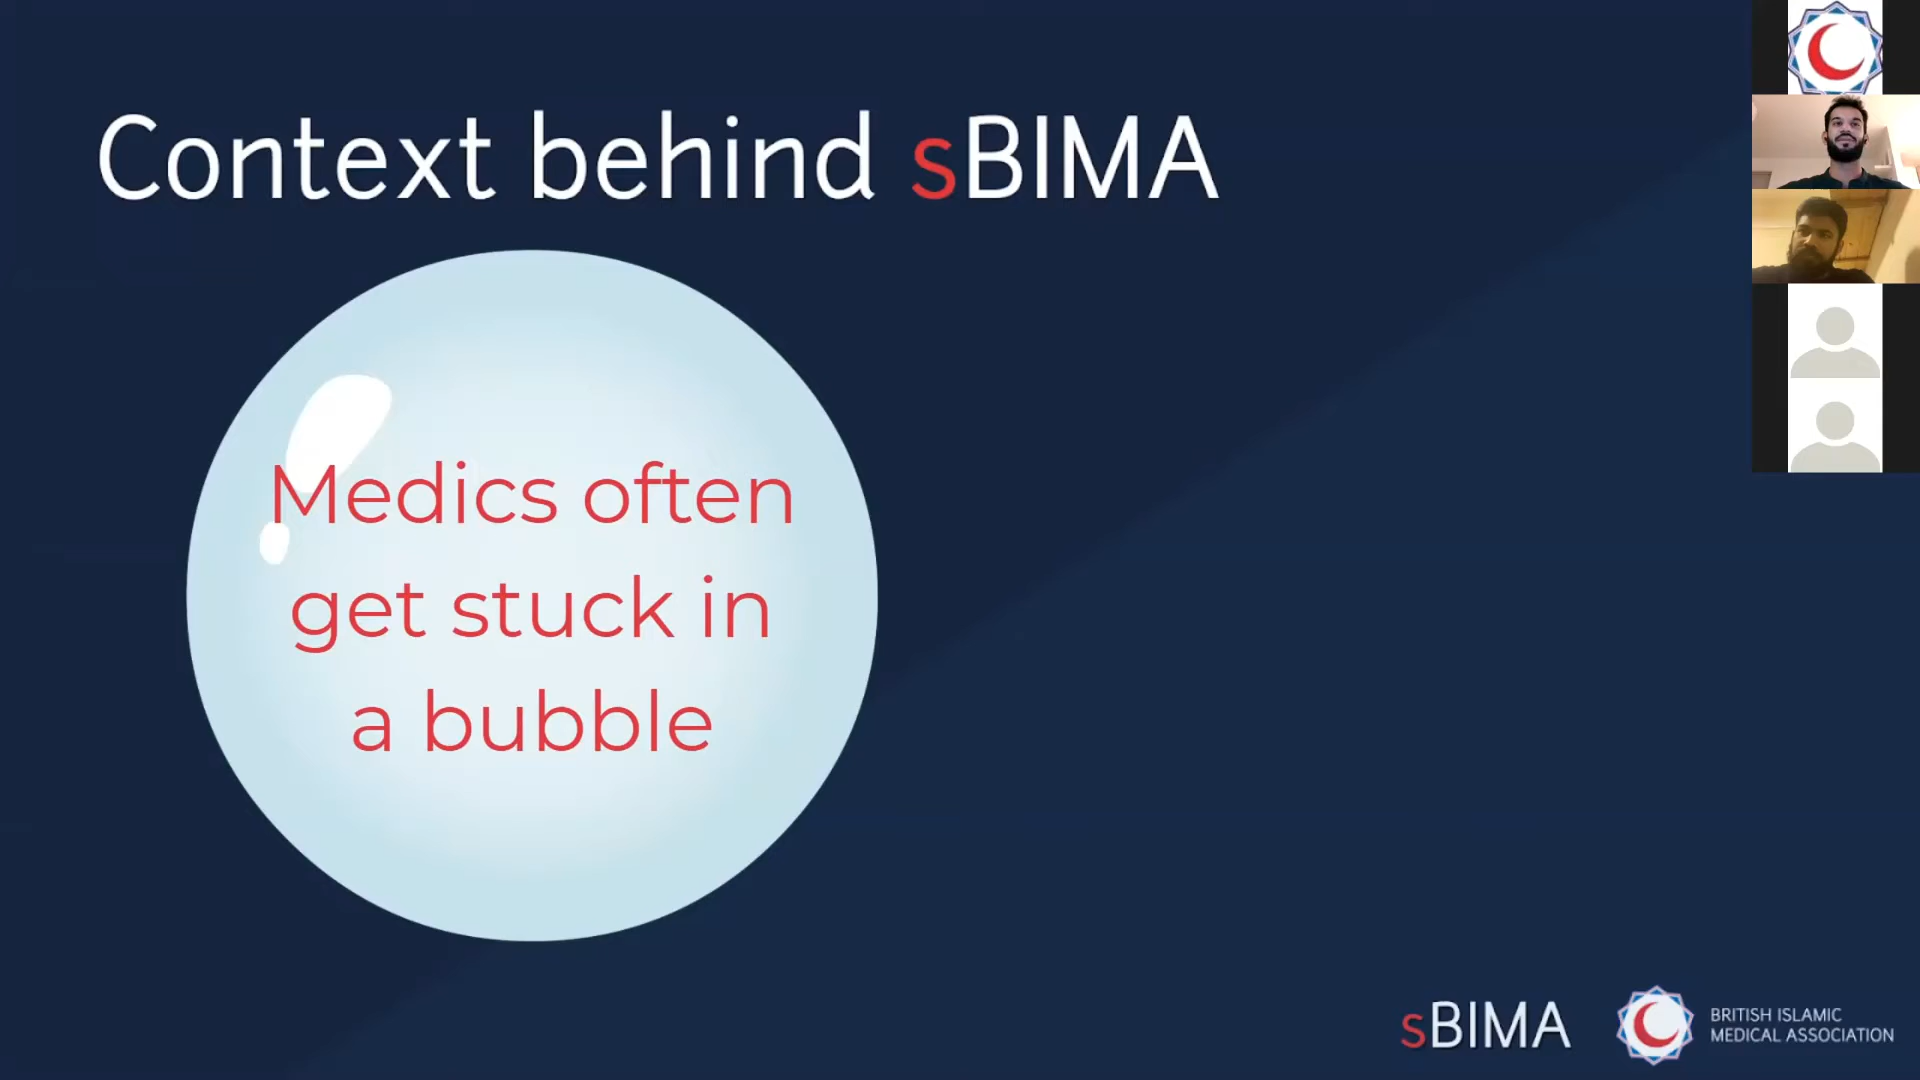 Context behind sBIMA
Medics often
get stuck in
a bubble
sBIMA
BRITISH ISLAMIC
MEDICAL ASSOCIATION